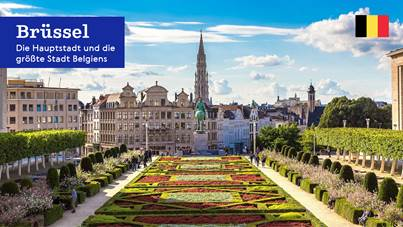 Brüssel
Die Hauptstadt und die
größte Stadt Belgiens